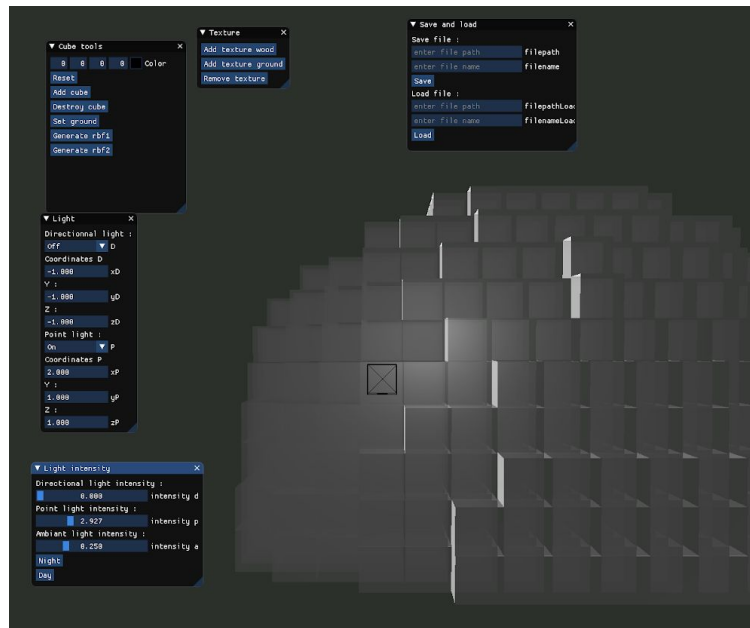 Cube tools
0 0 0 0 Color
Reset
Add cube
Destroy cube
Set ground
Generate rbf1
Generate rbf2
Texture
Add texture wood
Add texture ground
Remove texture
Save and load
Save file :
enter file path filepath
enter file name filename
Save
Load file :
enter file path filepathLoad
enter file name filenameLoad
Load
Light
Directionnal light :
Off D
Coordinates D
-1.000 xD
Y :
-1.000 yD
Z :
-1.000 zD
Point light :
On P
Coordinates P
2.000 xP
Y :
1.000 yP
Z :
1.000 zP
Light intensity
Directional light intensity :
0.000 intensity d
Point light intensity :
2.927 intensity p
Ambiant light intensity :
0.250 intensity a
Night
Day